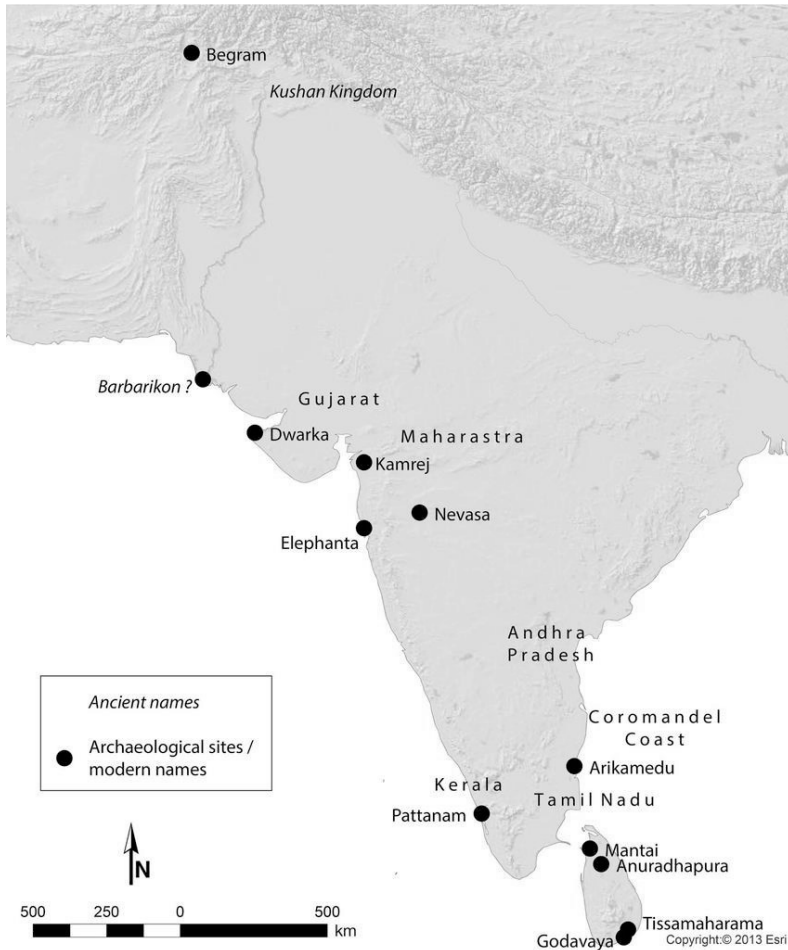 Begram
Kushan Kingdom
Barbarikon ?
Gujarat
Dwarka
Maharastra
Kamrej
Nevasa
Elephanta
Andhra
Pradesh
Ancient names
Archaeological sites /
modern names
Coromandel
Coast
Arikamedu
Kerala
Tamil Nadu
Pattanam
Mantai
Anuradhapura
N
500 250 0 500
km
Tissamaharama
Godavaya
Copyright:© 2013 Esri